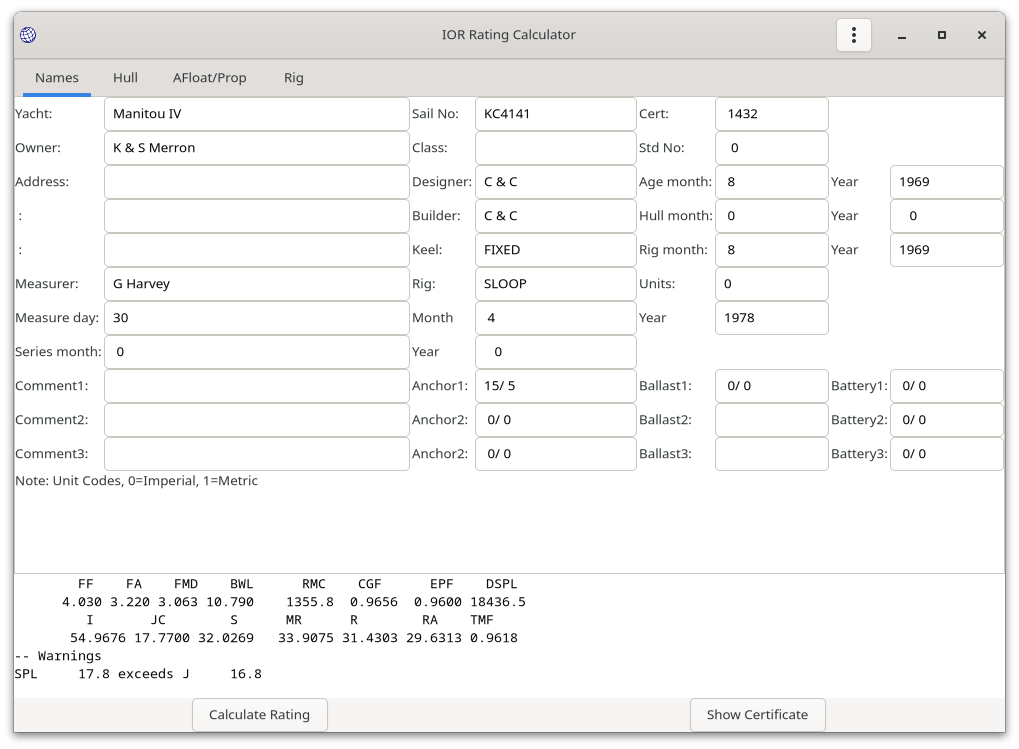 IOR Rating Calculator
Names Hull AFloat/Prop Rig
Yacht: Manitou IV Sail No: KC4141 Cert: 1432
Owner: K & S Merron Class: Std No: 0
Address: Designer: C & C Age month: 8 Year 1969
: Builder: C & C Hull month: 0 Year 0
: Keel: FIXED Rig month: 8 Year 1969
Measurer: G Harvey Rig: SLOOP Units: 0
Measure day: 30 Month 4 Year 1978
Series month: 0 Year 0
Comment1: Anchor1: 15/ 5 Ballast1: 0/ 0 Battery1: 0/ 0
Comment2: Anchor2: 0/ 0 Ballast2: Battery2: 0/ 0
Comment3: Anchor2: 0/ 0 Ballast3: Battery3: 0/ 0
Note: Unit Codes, 0=Imperial, 1=Metric
FF FA FMD BWL RMC CGF EPF DSPL
4.030 3.220 3.063 10.790 1355.8 0.9656 0.9600 18436.5
I JC S MR R RA TMF
54.9676 17.7700 32.0269 33.9075 31.4303 29.6313 0.9618
-- Warnings
SPL 17.8 exceeds J 16.8
Calculate Rating Show Certificate